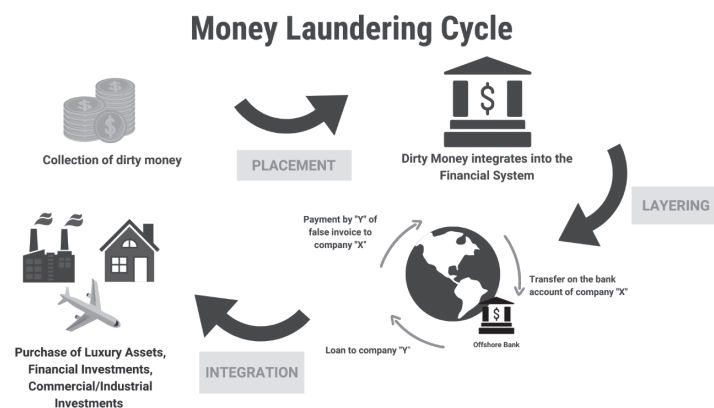 Money Laundering Cycle
$
$
$
Collection of dirty money
PLACEMENT
$
Dirty Money integrates into the
Financial System
LAYERING
Payment by "Y" of
false invoice to
company "X"
Transfer on the bank
account of company "X"
$
Offshore Bank
Loan to company "Y"
INTEGRATION
Purchase of Luxury Assets,
Financial Investments,
Commercial/Industrial
Investments